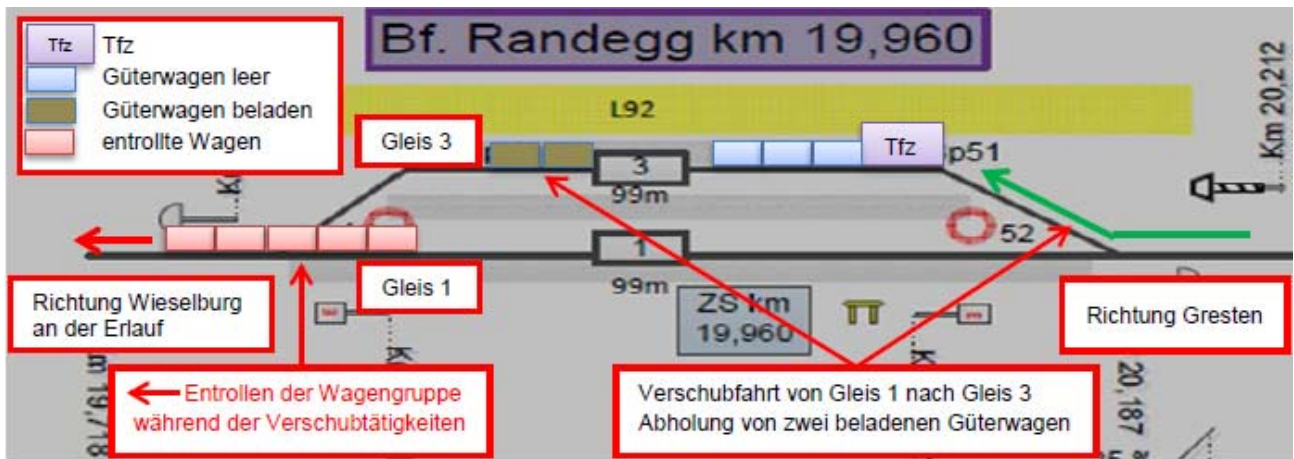 Bf. Randegg km 19,960
Tfz Tfz
Güterwagen leer
Güterwagen beladen
entrollte Wagen
L92
Km 20,212
Gleis 3
Tfz
3
99m
52
1
99m
Gleis 1
Richtung Wieselburg
an der Erlauf
ZS km
19,960
Richtung Gresten
Entrollen der Wagengruppe
während der Verschubtätigkeiten
Verschubfahrt von Gleis 1 nach Gleis 3
Abholung von zwei beladenen Güterwagen
20,187